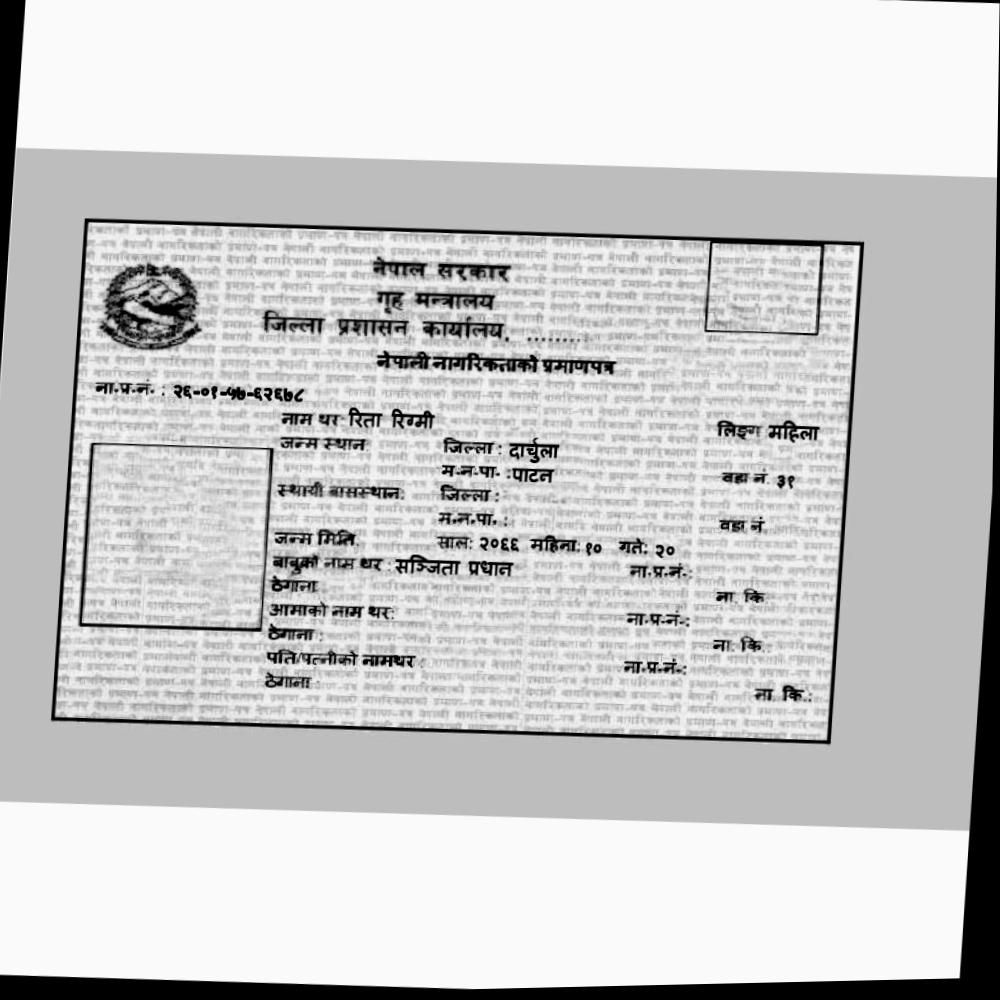 नेपाल सरकार
गृह मन्त्रालय
जिल्ला प्रशासन कार्यालय, ........
नेपाली नागरिकताको प्रमाणपत्र
ना.प्र.नं. : २६-०१-५७-६२६७८
नाम थर: रिता रिग्मी लिङ्ग महिला
जन्म स्थान: जिल्ला : दार्चुला
म.न.पा. :पाटन वडा नं. ३१
स्थायी बासस्थान: जिल्ला :
म.न.पा. : वडा नं.
जन्म मिति: साल: २०६६ महिना: १० गते: २०
बाबुको नाम थर : सञ्जिता प्रधान ना.प्र.नं.:
ठेगाना: ना. कि.
आमाको नाम थर: ना.प्र.नं.:
ठेगाना : ना. कि.:
पति/पत्नीको नामथर : ना.प्र.नं.:
ठेगाना : ना. कि.: